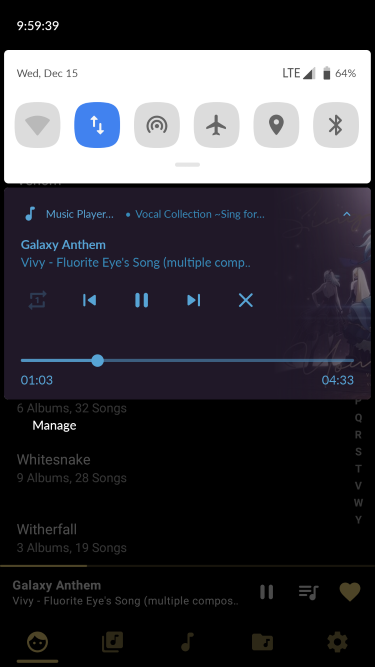 9:59:39
Wed, Dec 15
LTE
64%
Music Player... • Vocal Collection ~Sing for...
Galaxy Anthem
Vivy - Fluorite Eye's Song (multiple comp..
1
01:03
04:33
6 Albums, 32 Songs
P
Manage
Q
R
Whitesnake
S
9 Albums, 28 Songs
T
V
W
Witherfall
Y
3 Albums, 19 Songs
Galaxy Anthem
Vivy - Fluorite Eye's Song (multiple compos..